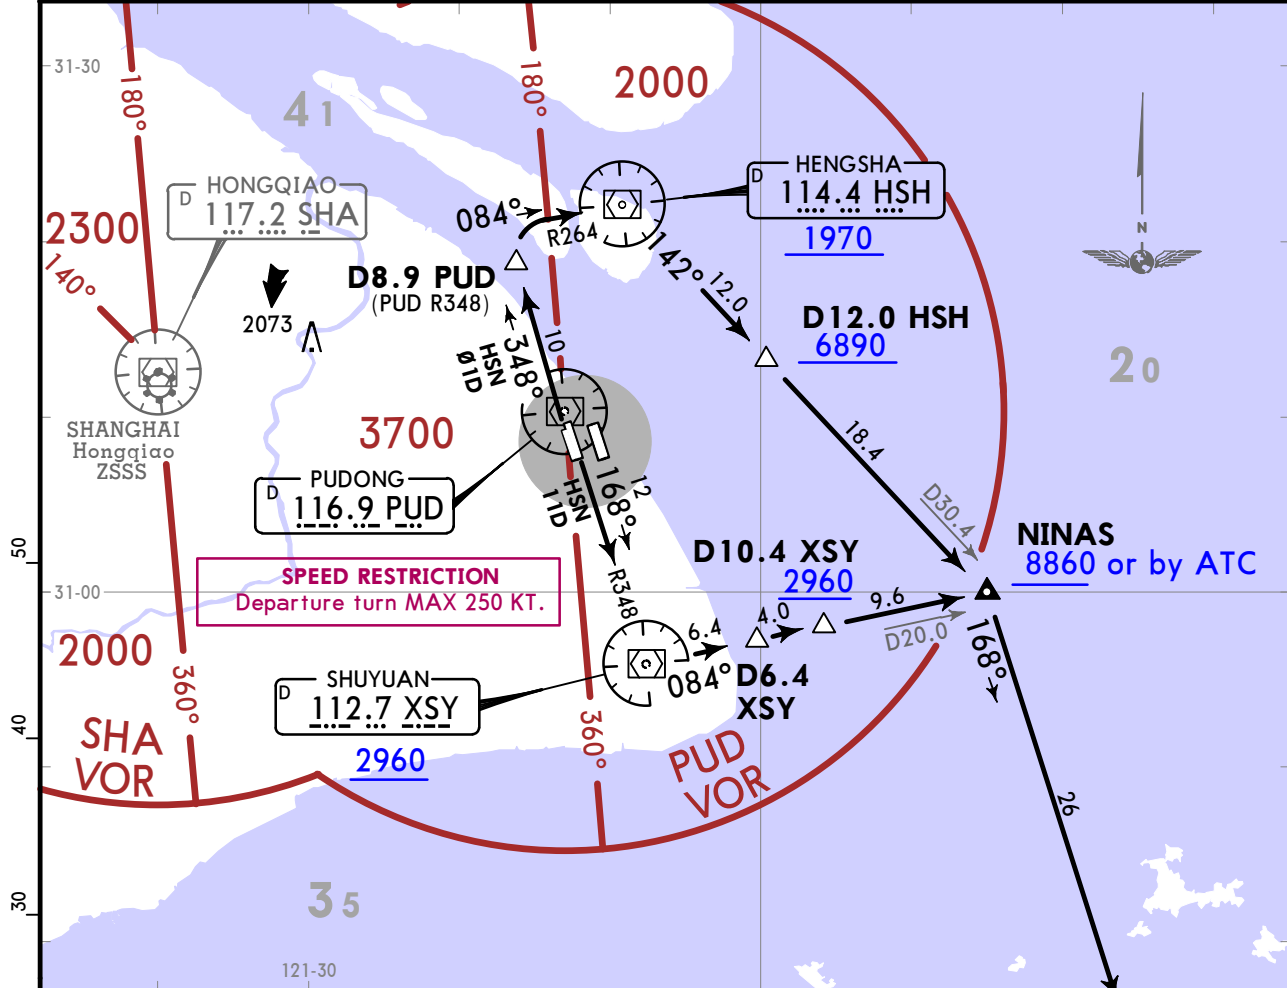 31-30
180°
41
180°
2000
HENGSHA
D
114.4 HSH
1970
HONGQIAO
D
117.2 SHA
2300
140°
084°
R264
142°
12.0
N
D8.9 PUD
(PUD R348)
2073
10
348°
HSN
Ø1D
D12.0 HSH
6890
20
SHANGHAI
Hongqiao
ZSSS
3700
18.4
PUDONG
D
116.9 PUD
HSN
11D
168°
12
D30.4
50
NINAS
8860 or by ATC
D10.4 XSY
2960
SPEED RESTRICTION
Departure turn MAX 250 KT.
31-00
R348
9.6
4.0
6.4
D20.0
2000
360°
SHUYUAN
D
112.7 XSY
2960
084°
D6.4
XSY
168°
40
SHA
VOR
360°
PUD
VOR
26
30
35
121-30